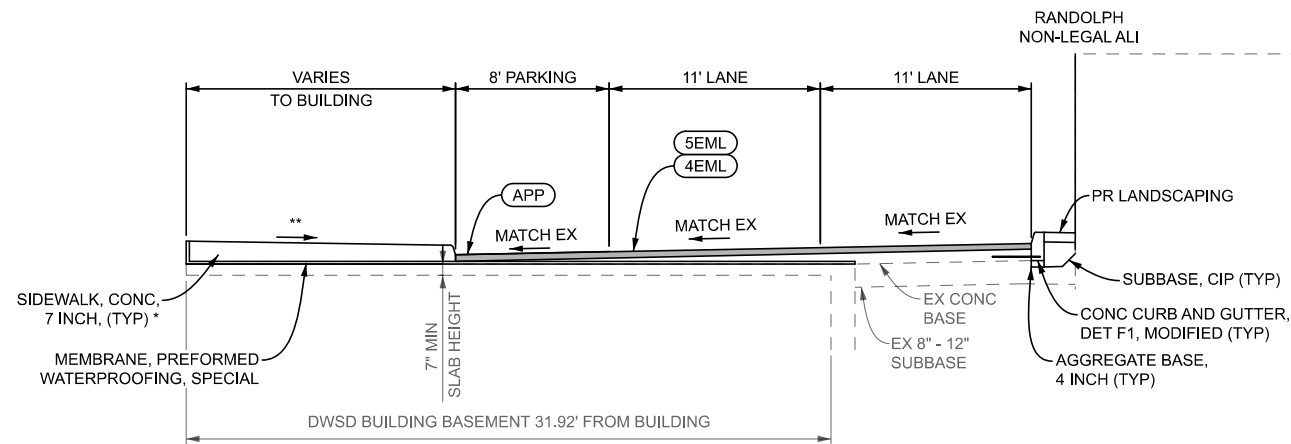 RANDOLPH
NON-LEGAL ALI
VARIES
TO BUILDING
8' PARKING
11' LANE
11' LANE
5EML
4EML
APP
PR LANDSCAPING
**
MATCH EX
MATCH EX
MATCH EX
SIDEWALK, CONC,
7 INCH, (TYP) *
MEMBRANE, PREFORMED
WATERPROOFING, SPECIAL
7" MIN
SLAB HEIGHT
EX CONC
BASE
EX 8" - 12"
SUBBASE
SUBBASE, CIP (TYP)
CONC CURB AND GUTTER,
DET F1, MODIFIED (TYP)
AGGREGATE BASE,
4 INCH (TYP)
DWSD BUILDING BASEMENT 31.92' FROM BUILDING